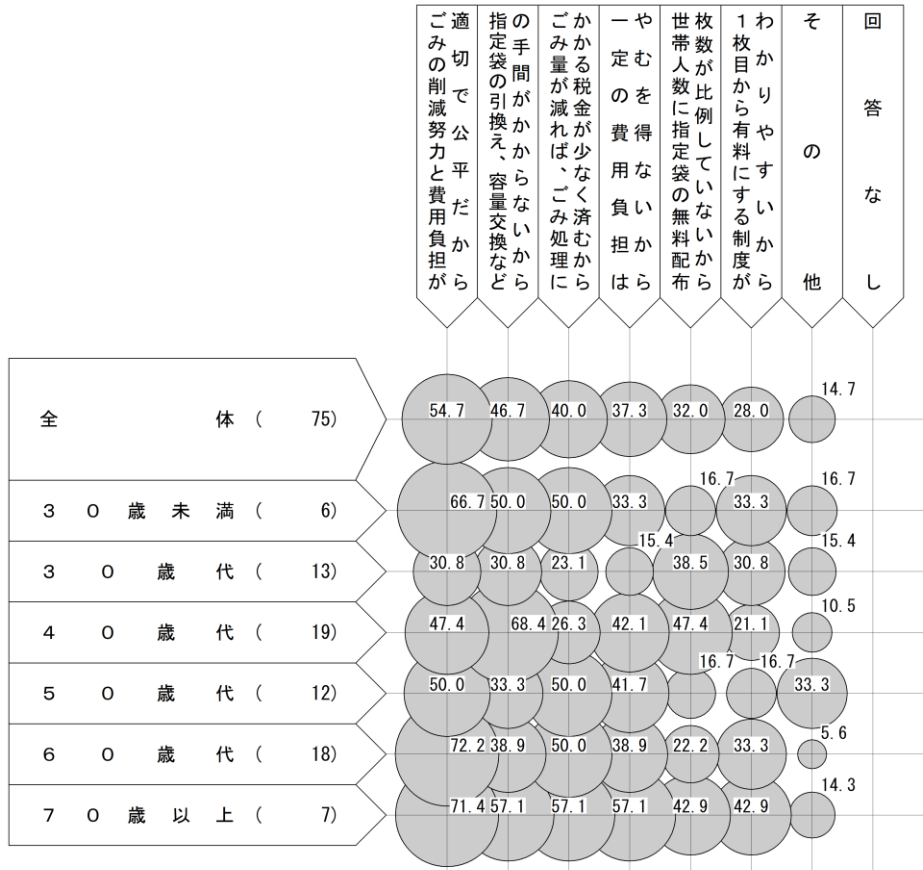 ごみの削減努力と費用負担が
適切で公平だから
指定袋の引換え、容量交換など
の手間がかからないから
ごみ量が減れば、ごみ処理に
かかる税金が少なく済むから
一定の費用負担は
やむを得ないから
世帯人数に指定袋の無料配布
枚数が比例していないから
１枚目から有料にする制度が
わかりやすいから
その他
回答なし
全体( 75) 54.7 46.7 40.0 37.3 32.0 28.0 14.7
３０歳未満( 6) 66.7 50.0 50.0 33.3 16.7 33.3 16.7
３０歳代( 13) 30.8 30.8 23.1 15.4 38.5 30.8 15.4
４０歳代( 19) 47.4 68.4 26.3 42.1 47.4 21.1 10.5
５０歳代( 12) 50.0 33.3 50.0 41.7 16.7 16.7 33.3
６０歳代( 18) 72.2 38.9 50.0 38.9 22.2 33.3 5.6
７０歳以上( 7) 71.4 57.1 57.1 57.1 42.9 42.9 14.3